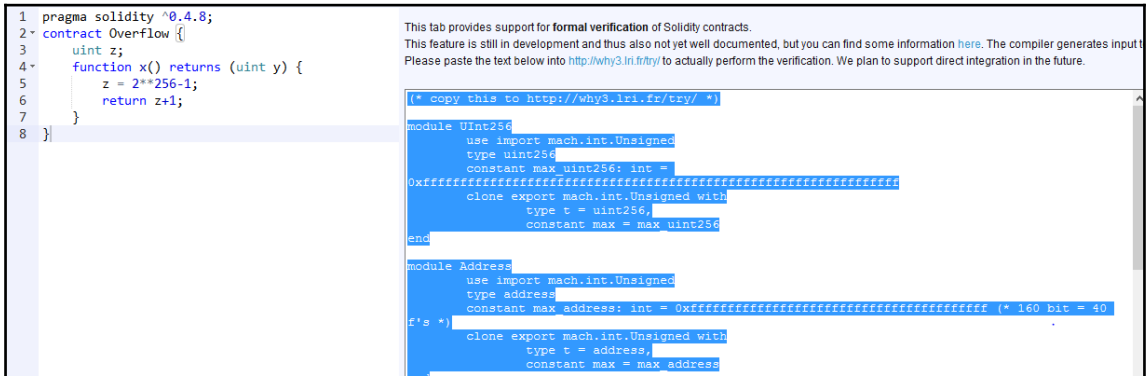 1 pragma solidity ^0.4.8;
2 contract Overflow {
3 uint z;
4 function x() returns (uint y) {
5 z = 2**256-1;
6 return z+1;
7 }
8 }
This tab provides support for formal verification of Solidity contracts.
This feature is still in development and thus also not yet well documented, but you can find some information here. The compiler generates input t
Please paste the text below into http://why3.lri.fr/try/ to actually perform the verification. We plan to support direct integration in the future.
(* copy this to http://why3.lri.fr/try/ *)
module UInt256
use import mach.int.Unsigned
type uint256
constant max_uint256: int =
0xffffffffffffffffffffffffffffffffffffffffffffffffffffffffffffffff
clone export mach.int.Unsigned with
type t = uint256,
constant max = max_uint256
end
module Address
use import mach.int.Unsigned
type address
constant max_address: int = 0xffffffffffffffffffffffffffffffffffffffff (* 160 bit = 40
f's *)
clone export mach.int.Unsigned with
type t = address,
constant max = max_address